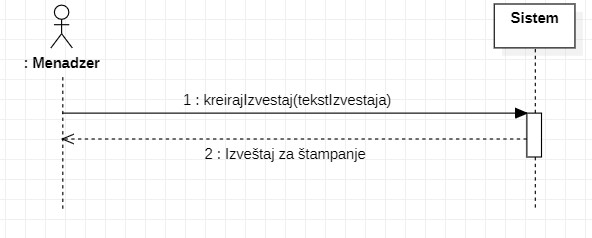 Sistem
: Menadzer
1 : kreirajIzvestaj(tekstIzvestaja)
2 : Izveštaj za štampanje